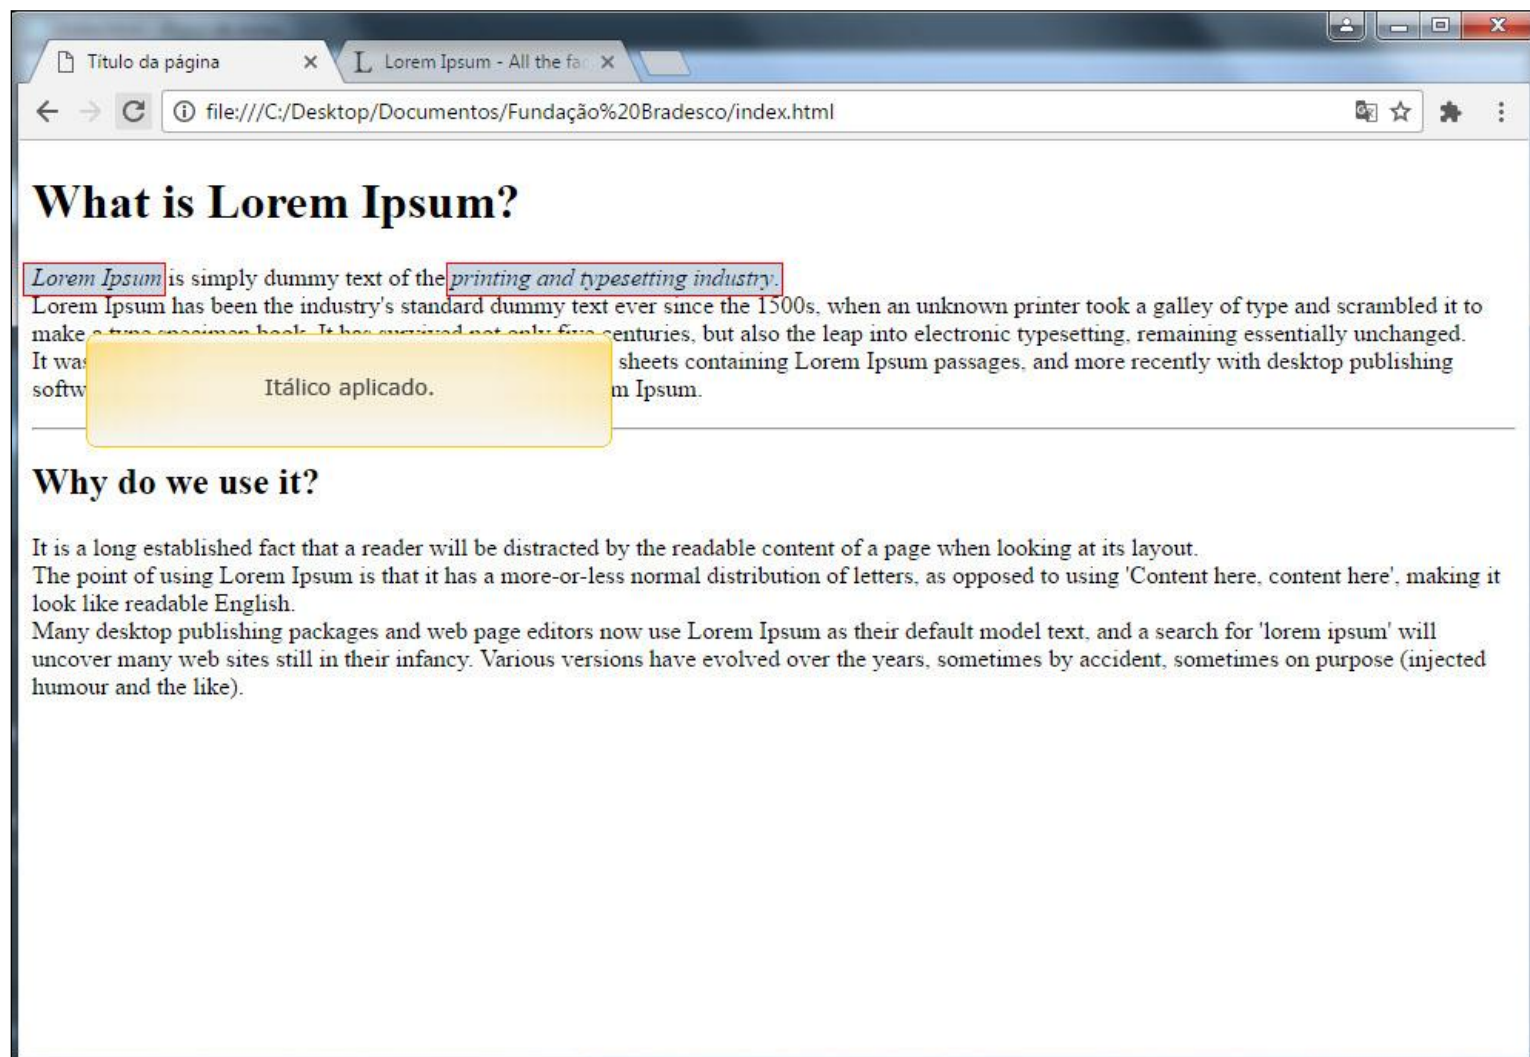 Título da página
Lorem Ipsum - All the fa
file:///C:/Desktop/Documentos/Fundação%20Bradesco/index.html
What is Lorem Ipsum?
Lorem Ipsum is simply dummy text of the printing and typesetting industry.
Lorem Ipsum has been the industry's standard dummy text ever since the 1500s, when an unknown printer took a galley of type and scrambled it to
make a type specimen book. It has survived not only five centuries, but also the leap into electronic typesetting, remaining essentially unchanged.
It was sheets containing Lorem Ipsum passages, and more recently with desktop publishing
softw m Ipsum.
Itálico aplicado.
Why do we use it?
It is a long established fact that a reader will be distracted by the readable content of a page when looking at its layout.
The point of using Lorem Ipsum is that it has a more-or-less normal distribution of letters, as opposed to using 'Content here, content here', making it
look like readable English.
Many desktop publishing packages and web page editors now use Lorem Ipsum as their default model text, and a search for 'lorem ipsum' will
uncover many web sites still in their infancy. Various versions have evolved over the years, sometimes by accident, sometimes on purpose (injected
humour and the like).